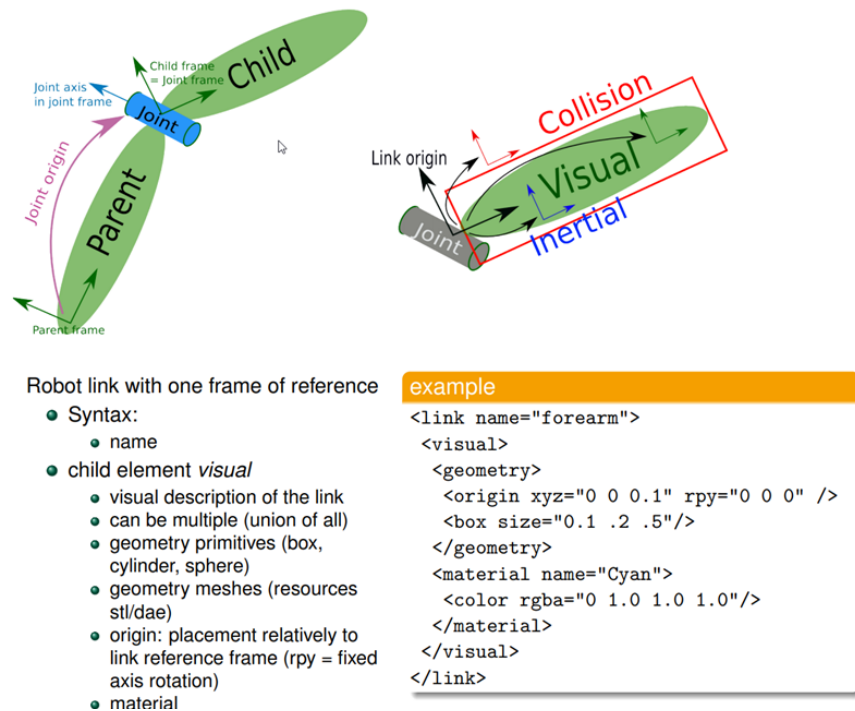 Child
Child frame
= Joint frame
Joint axis
in joint frame
Joint
Joint origin
Parent
Parent frame
Collision
Link origin
Visual
Joint
Inertial
Robot link with one frame of reference
Syntax:
name
child element visual
visual description of the link
can be multiple (union of all)
geometry primitives (box,
cylinder, sphere)
geometry meshes (resources
stl/dae)
origin: placement relatively to
link reference frame (rpy = fixed
axis rotation)
material
example
<link name="forearm">
<visual>
<geometry>
<origin xyz="0 0 0.1" rpy="0 0 0" />
<box size="0.1 .2 .5"/>
</geometry>
<material name="Cyan">
<color rgba="0 1.0 1.0 1.0"/>
</material>
</visual>
</link>